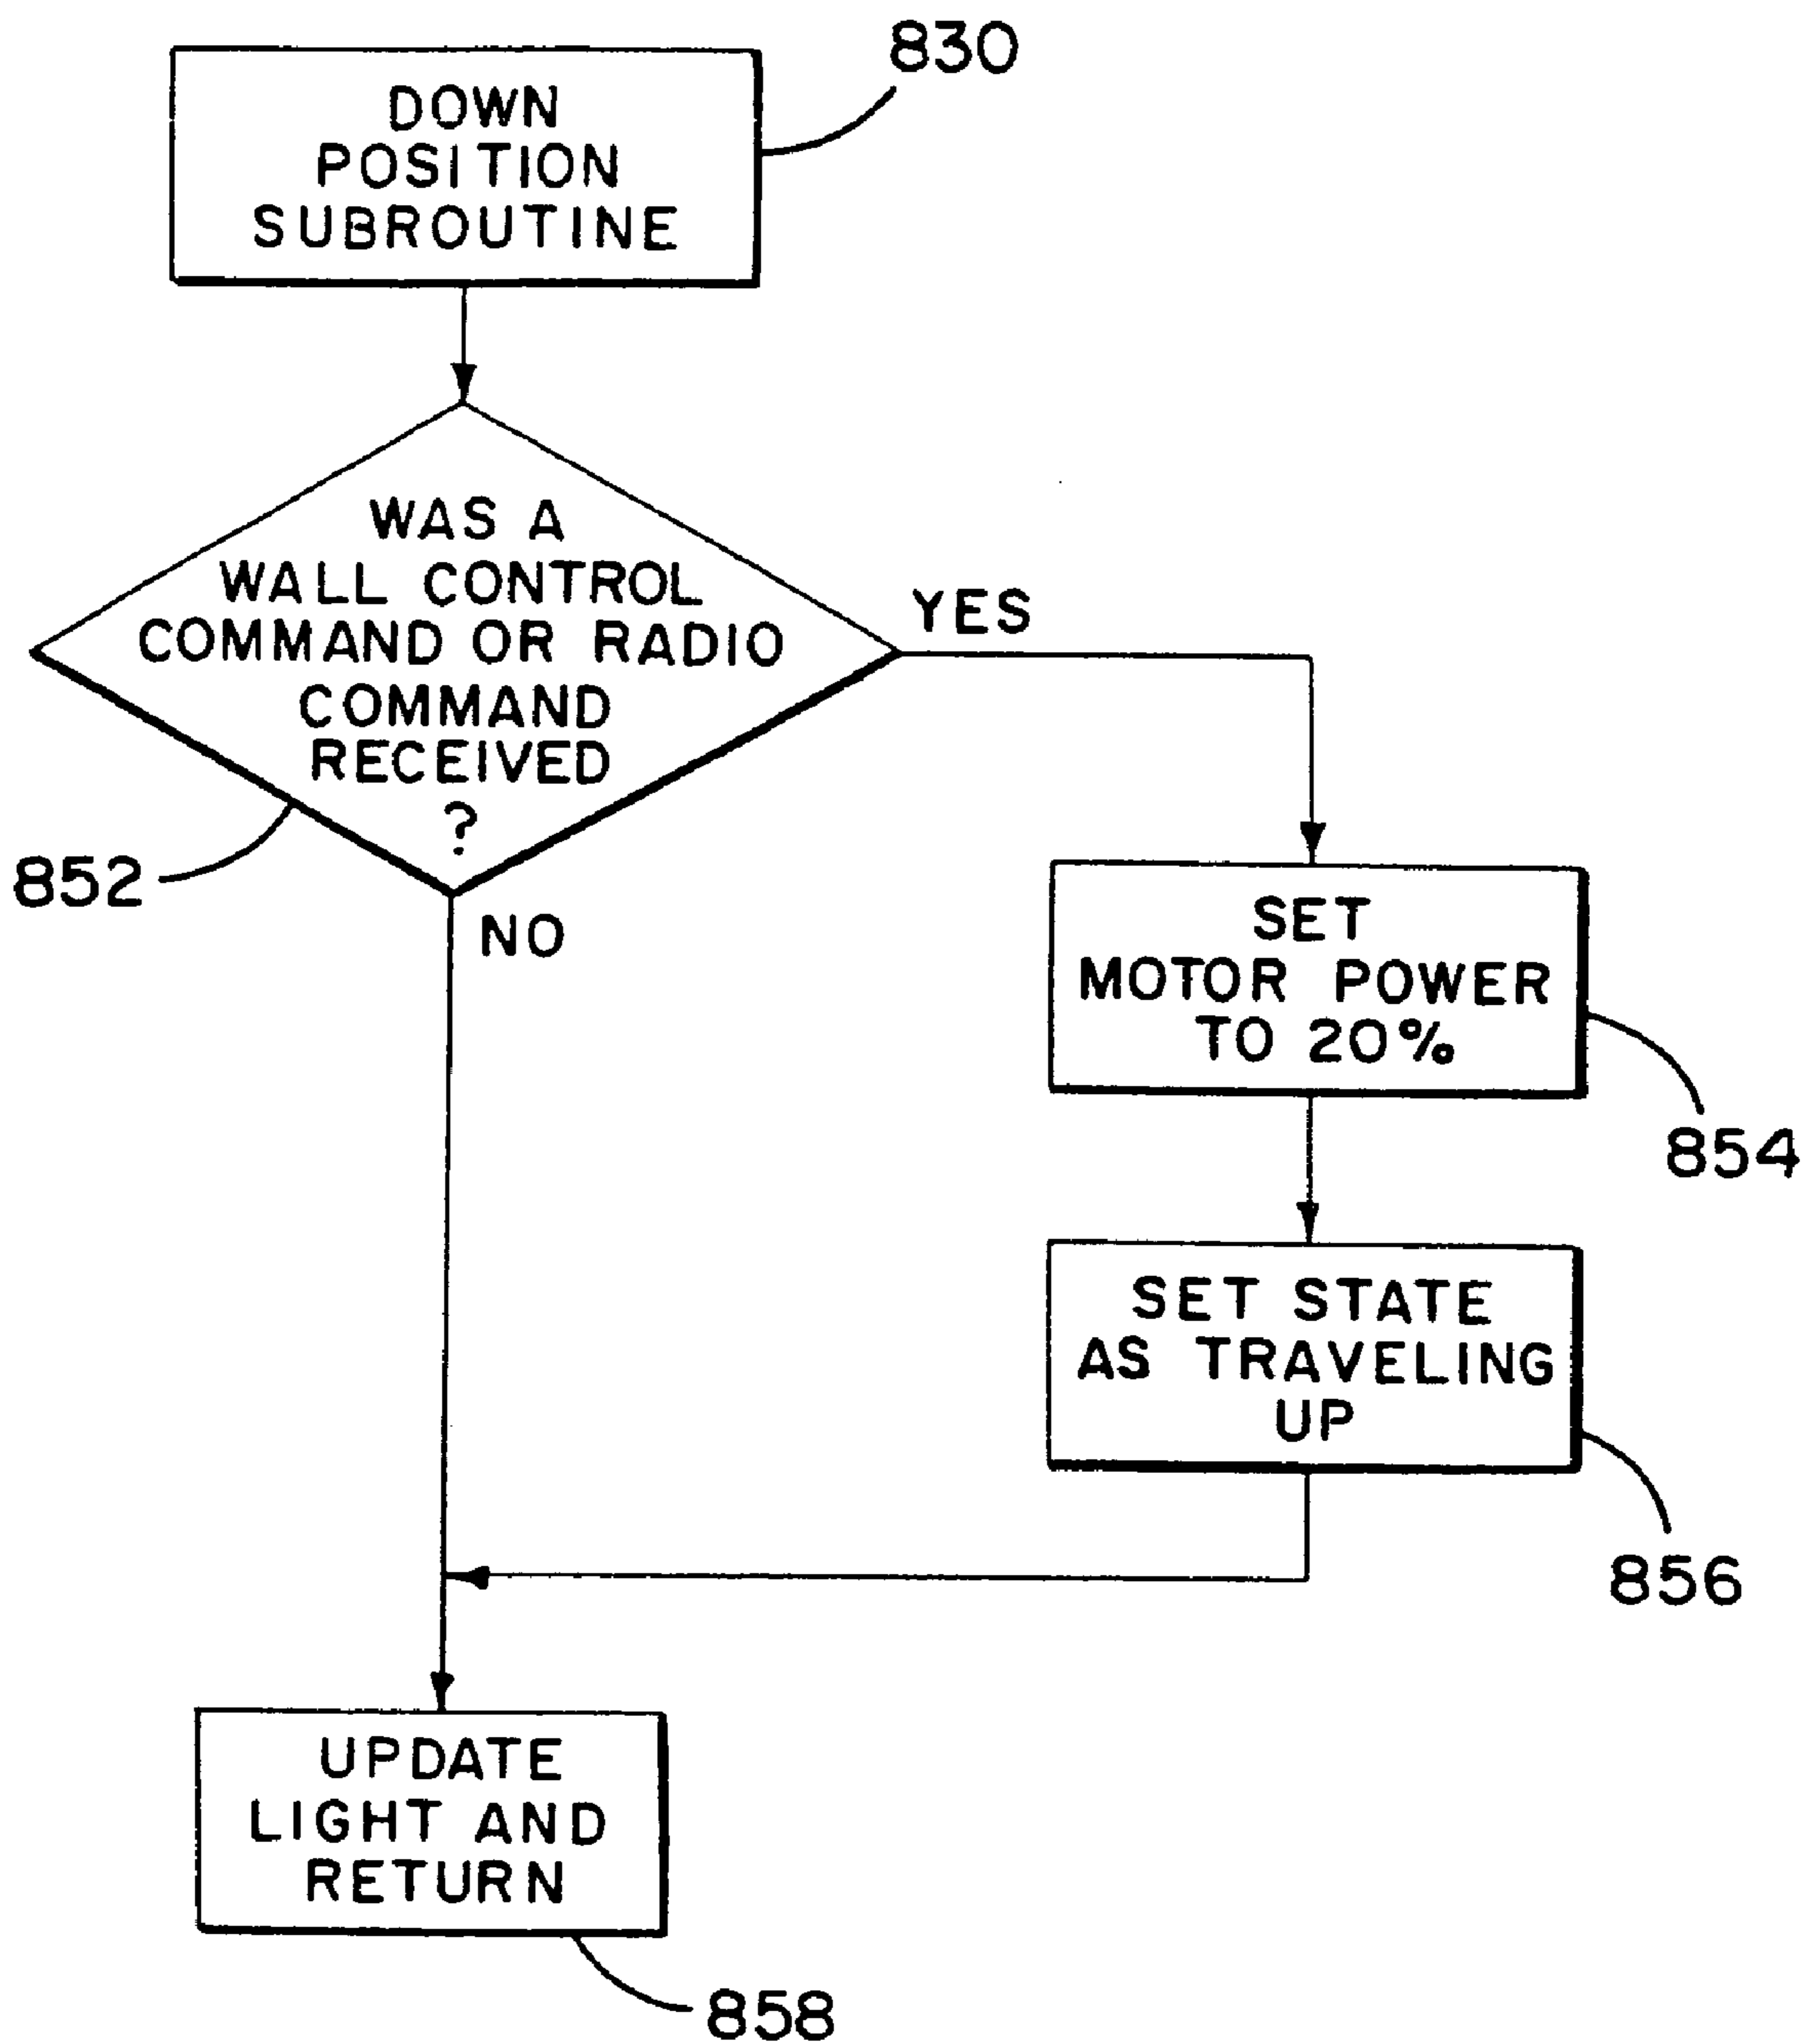 830
DOWN
POSITION
SUBROUTINE
WAS A
WALL CONTROL
COMMAND OR RADIO
COMMAND
RECEIVED
?
YES
852
NO
SET
MOTOR POWER
TO 20%
854
SET STATE
AS TRAVELING
UP
856
UPDATE
LIGHT AND
RETURN
858